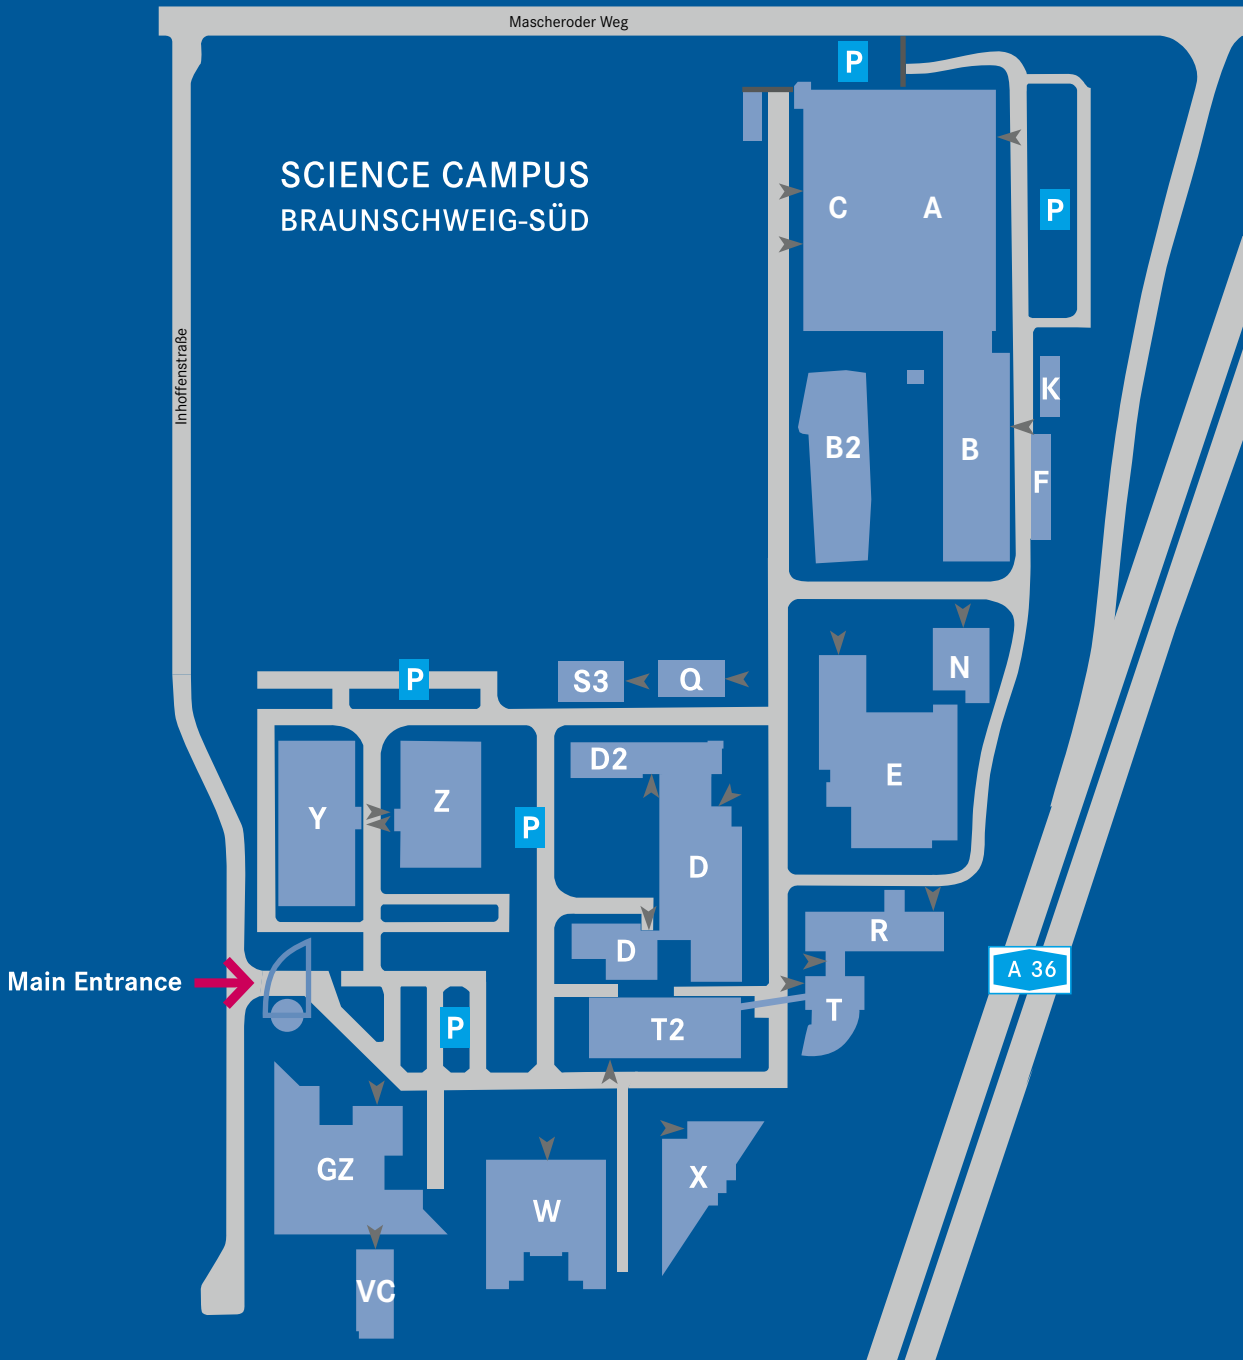 Mascheroder Weg
P
SCIENCE CAMPUS
BRAUNSCHWEIG-SÜD
C
A
P
Inhoffenstraße
K
B2
B
F
P
S3
Q
N
D2
E
Y
Z
P
D
R
D
Main Entrance
A 36
T
P
T2
GZ
X
W
VC